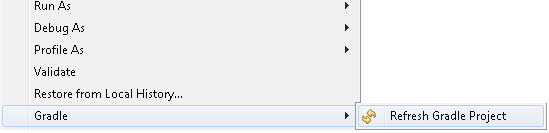 Run As
Debug As
Profile As
Validate
Restore from Local History...
Gradle
Refresh Gradle Project